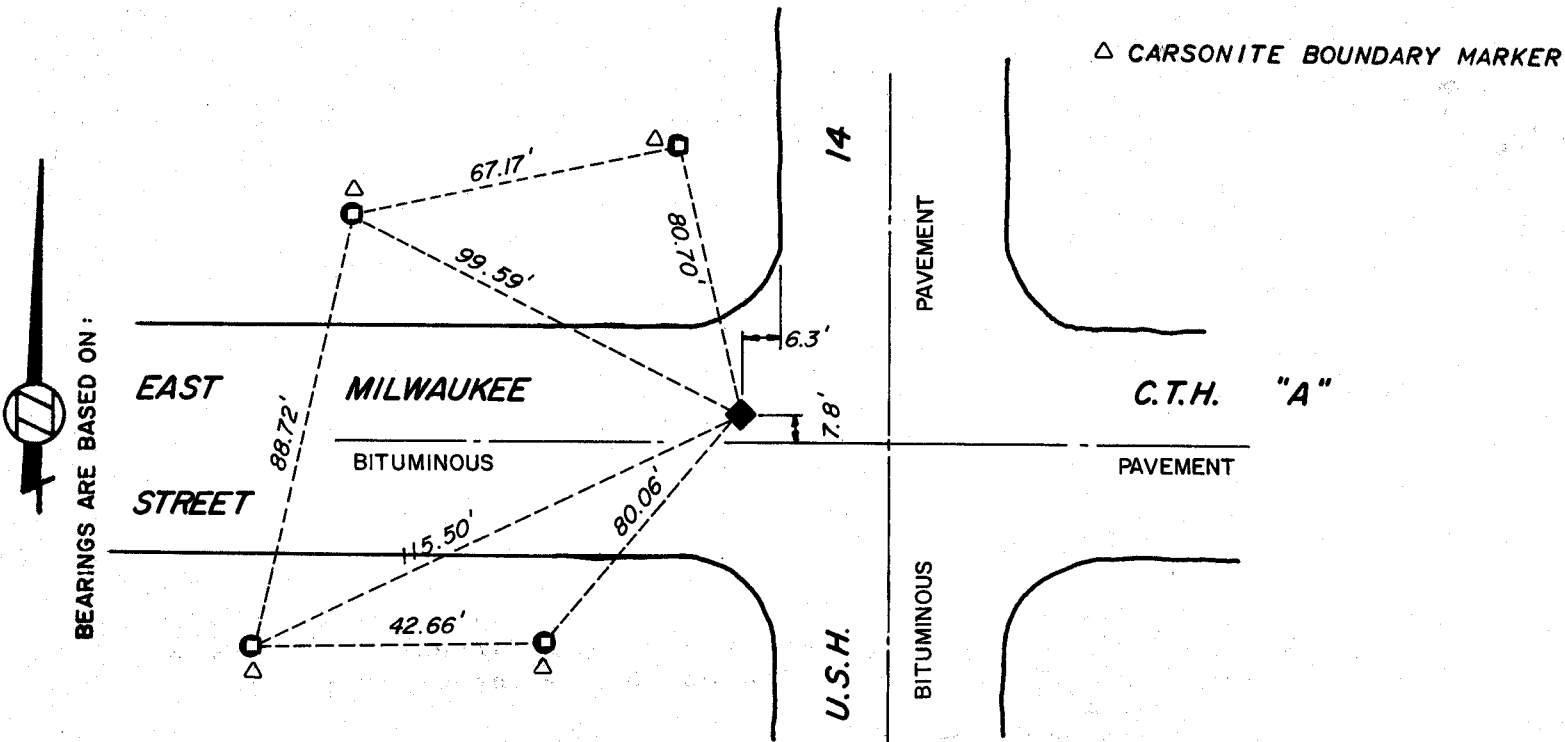 △ CARSONITE BOUNDARY MARKER
14
67.17'
80.70'
99.59'
PAVEMENT
BEARINGS ARE BASED ON:
6.3'
EAST MILWAUKEE
C.T.H. "A"
7.8'
88.72'
BITUMINOUS
PAVEMENT
STREET
80.06'
115.50'
BITUMINOUS
42.66'
U.S.H.